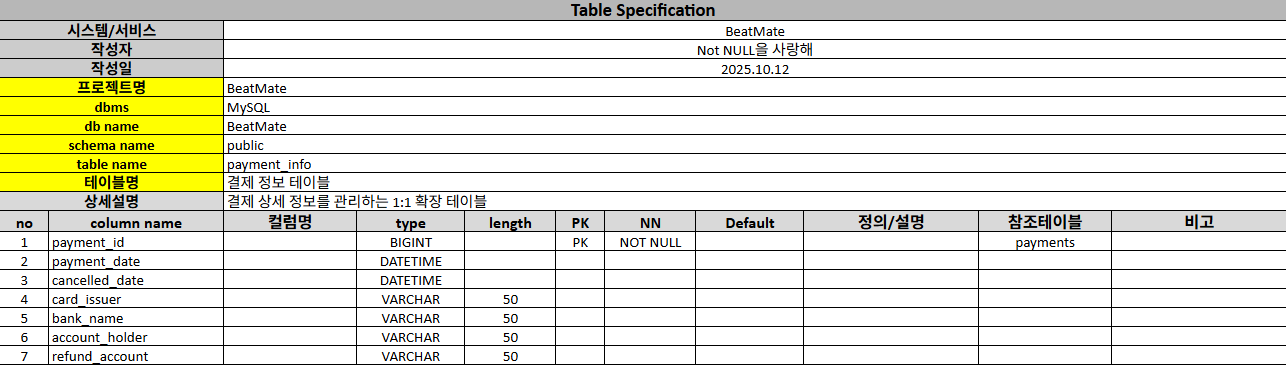 Table Specification
시스템/서비스 BeatMate
작성자 Not NULL을 사랑해
작성일 2025.10.12
프로젝트명 BeatMate
dbms MySQL
db name BeatMate
schema name public
table name payment_info
테이블명 결제 정보 테이블
상세설명 결제 상세 정보를 관리하는 1:1 확장 테이블
no column name 컬럼명 type length PK NN Default 정의/설명 참조테이블 비고
1 payment_id BIGINT PK NOT NULL payments
2 payment_date DATETIME
3 cancelled_date DATETIME
4 card_issuer VARCHAR 50
5 bank_name VARCHAR 50
6 account_holder VARCHAR 50
7 refund_account VARCHAR 50